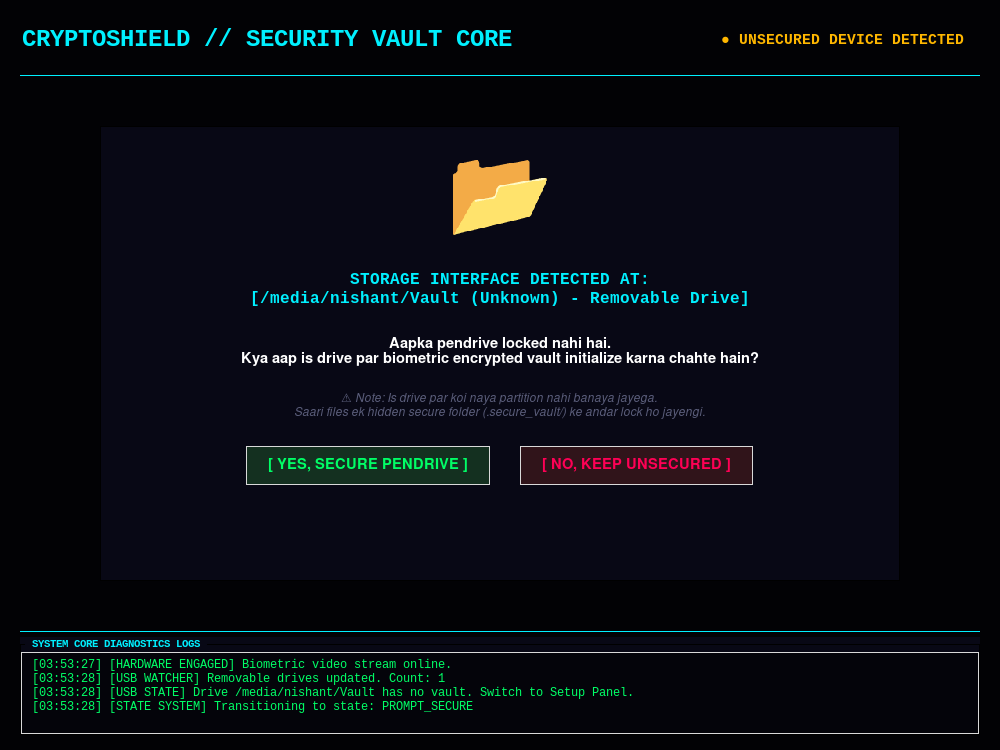 CRYPTOSHIELD // SECURITY VAULT CORE
● UNSECURED DEVICE DETECTED
STORAGE INTERFACE DETECTED AT:
[/media/nishant/Vault (Unknown) - Removable Drive]
Aapka pendrive locked nahi hai.
Kya aap is drive par biometric encrypted vault initialize karna chahte hain?
⚠ Note: Is drive par koi naya partition nahi banaya jayega.
Saari files ek hidden secure folder (.secure_vault/) ke andar lock ho jayengi.
[ YES, SECURE PENDRIVE ]
[ NO, KEEP UNSECURED ]
SYSTEM CORE DIAGNOSTICS LOGS
[03:53:27] [HARDWARE ENGAGED] Biometric video stream online.
[03:53:28] [USB WATCHER] Removable drives updated. Count: 1
[03:53:28] [USB STATE] Drive /media/nishant/Vault has no vault. Switch to Setup Panel.
[03:53:28] [STATE SYSTEM] Transitioning to state: PROMPT_SECURE